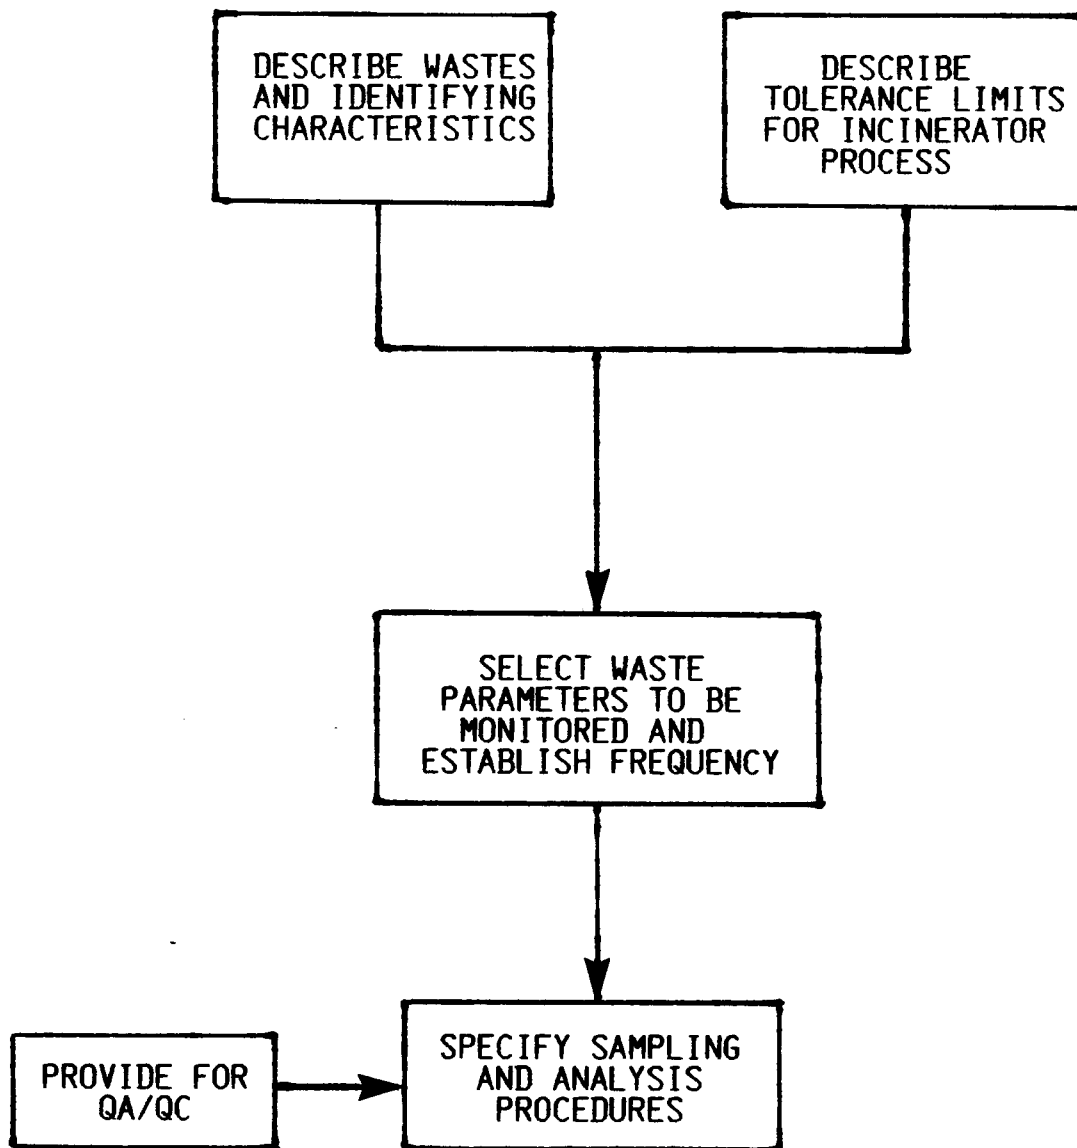 DESCRIBE WASTES
AND IDENTIFYING
CHARACTERISTICS
DESCRIBE
TOLERANCE LIMITS
FOR INCINERATOR
PROCESS
SELECT WASTE
PARAMETERS TO BE
MONITORED AND
ESTABLISH FREQUENCY
PROVIDE FOR
QA/QC
SPECIFY SAMPLING
AND ANALYSIS
PROCEDURES